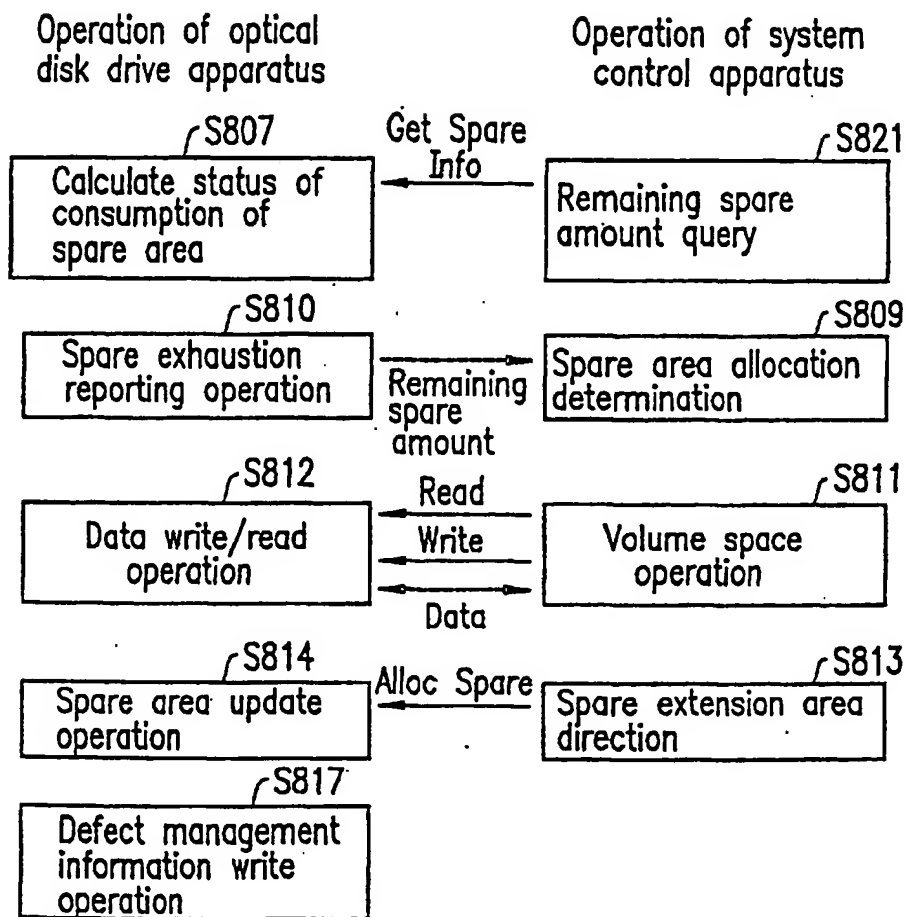 Operation of optical
disk drive apparatus
Operation of system
control apparatus
S807
Calculate status of
consumption of
spare area
Get Spare
Info
S821
Remaining spare
amount query
S810
Spare exhaustion
reporting operation
Remaining
spare
amount
S809
Spare area allocation
determination
S812
Data write/read
operation
Read
Write
Data
S811
Volume space
operation
S814
Spare area update
operation
Alloc Spare
S813
Spare extension area
direction
S817
Defect management
information write
operation